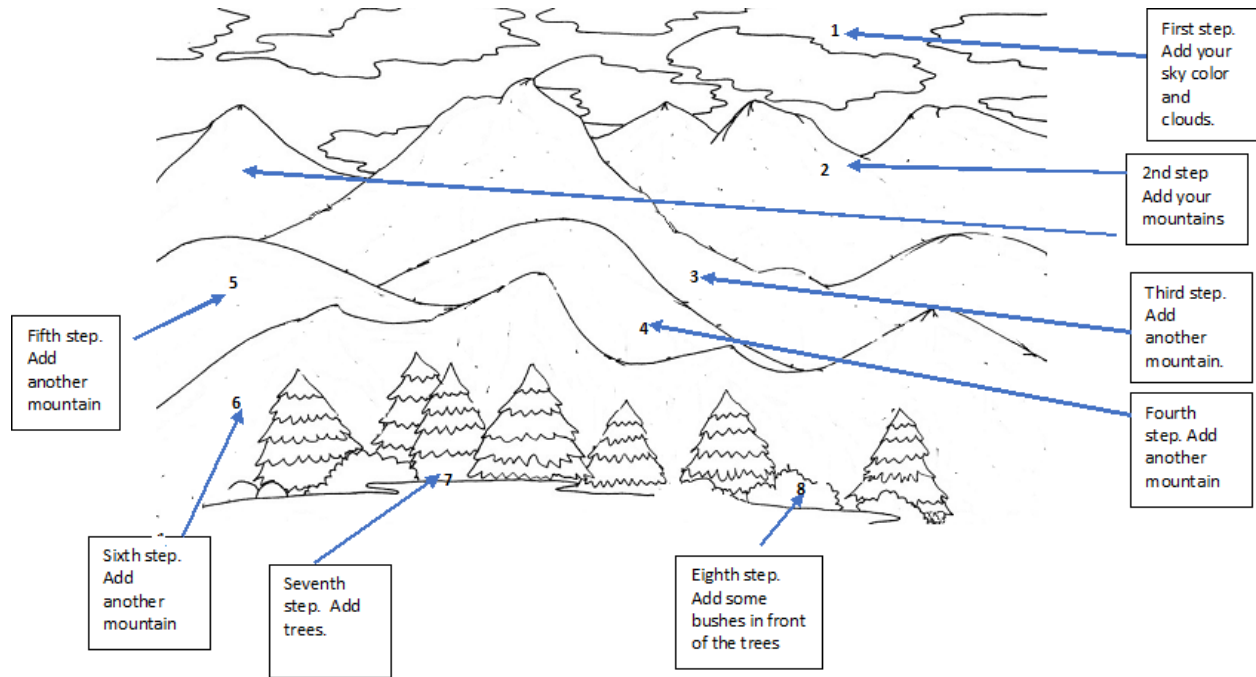 1
First step.
Add your
sky color
and
clouds.
2
2nd step
Add your
mountains
3
Third step.
Add
another
mountain.
4
Fourth
step. Add
another
mountain
5
Fifth step.
Add
another
mountain
6
Sixth step.
Add
another
mountain
7
Seventh
step.  Add
trees.
8
Eighth step.
Add some
bushes in front
of the trees